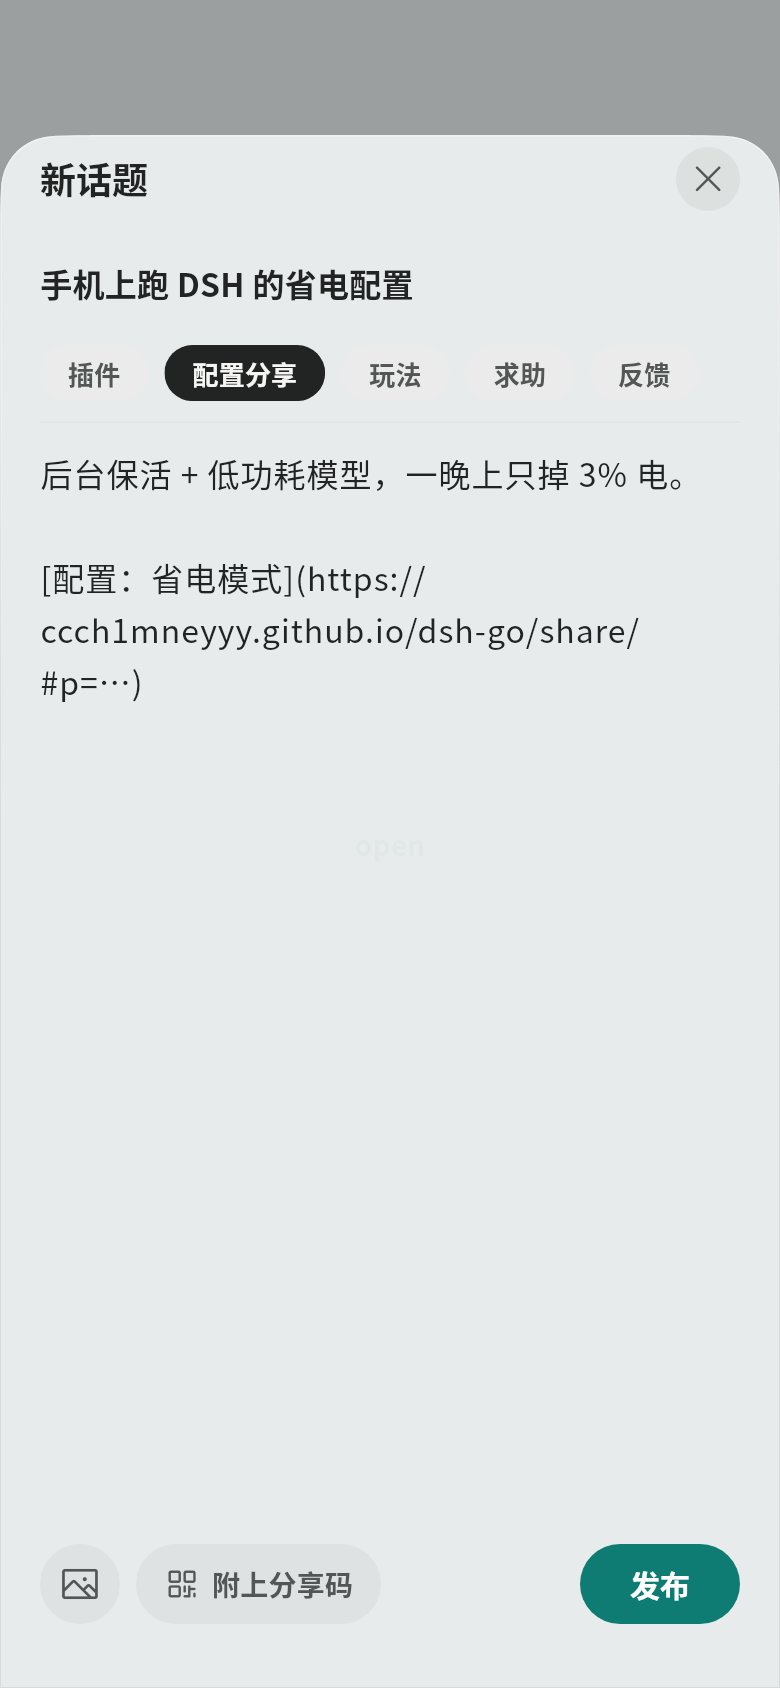 新话题
手机上跑 DSH 的省电配置
插件 配置分享 玩法 求助 反馈
后台保活 + 低功耗模型，一晚上只掉 3% 电。
[配置：省电模式](https://
ccch1mneyyy.github.io/dsh-go/share/
#p=…)
open
附上分享码 发布